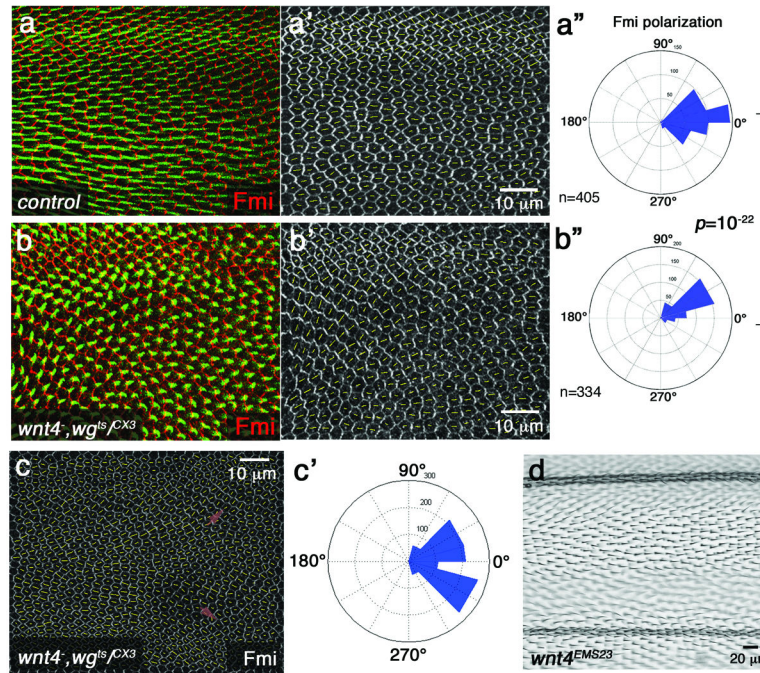 a
control
Fmi
a'
10 μm
a"
Fmi polarization
90°
150
100
50
180°
0°
270°
n=405
p=10-22
b
wnt4-,wgts/CX3
Fmi
b'
10 μm
b"
90°
200
150
100
50
180°
0°
270°
n=334
c
10 μm
wnt4-,wgts/CX3
Fmi
c'
90°
300
200
100
180°
0°
270°
d
wnt4EMS23
20 μ